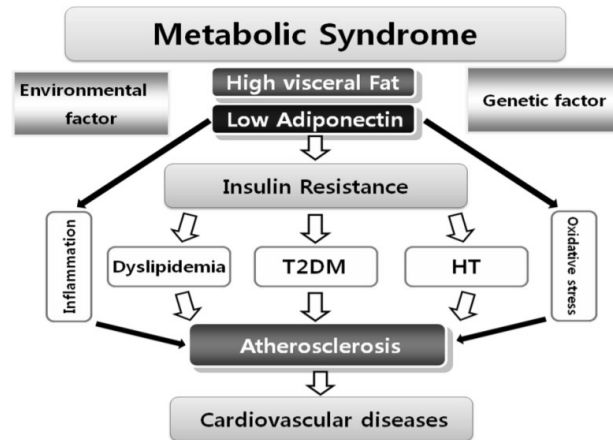 Metabolic Syndrome
Environmental
factor
High visceral Fat
Genetic factor
Low Adiponectin
Insulin Resistance
Inflammation
Dyslipidemia
T2DM
HT
Oxidative stress
Atherosclerosis
Cardiovascular diseases